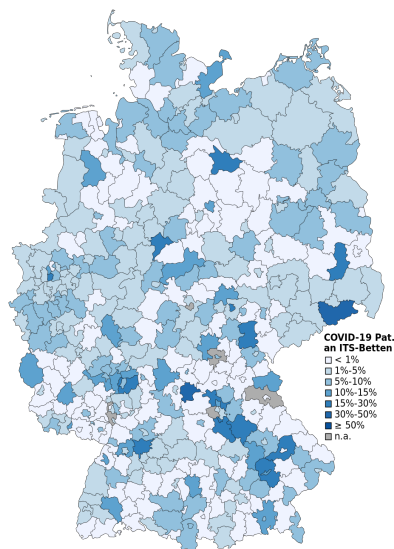 COVID-19 Pat.
an ITS-Betten
< 1%
1%-5%
5%-10%
10%-15%
15%-30%
30%-50%
≥ 50%
n.a.